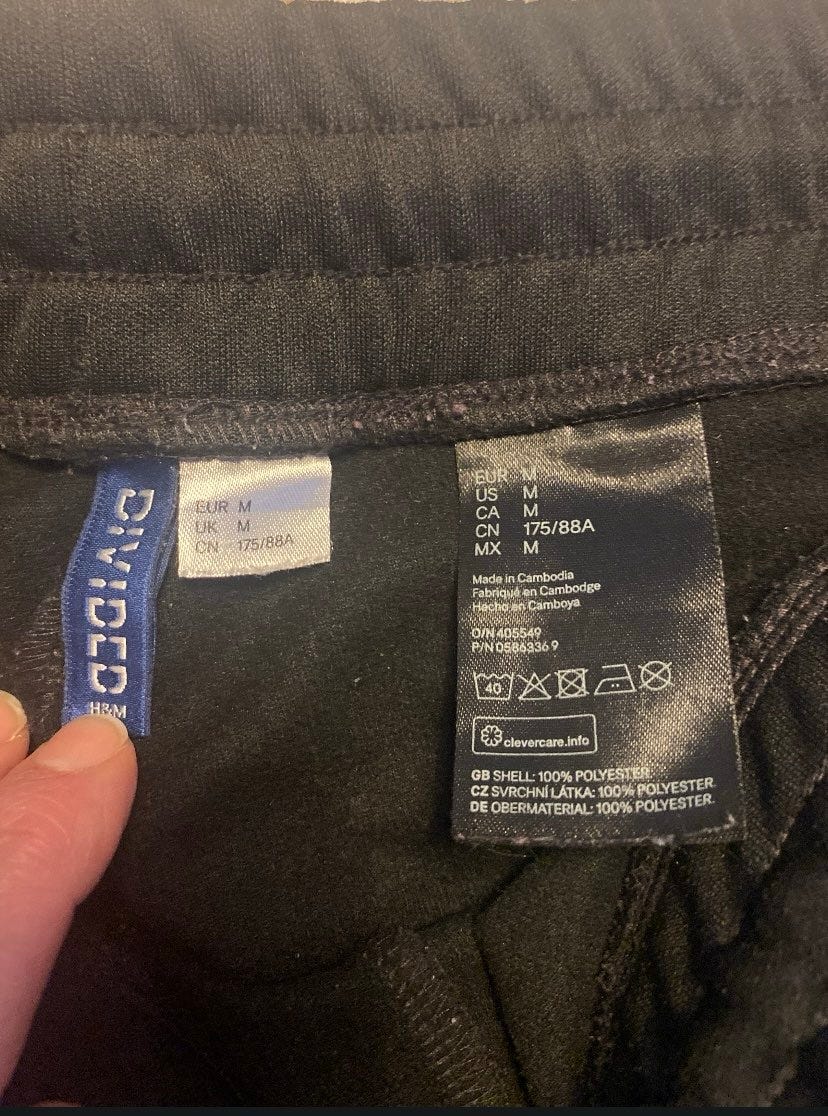 DIVIDED
H&M
EUR M
UK M
CN 175/88A
EUR M
US M
CA M
CN 175/88A
MX M
Made in Cambodia
Fabriqué en Cambodge
Hecho en Camboya
O/N 405549
P/N 0586336 9
40
clevercare.info
GB SHELL: 100% POLYESTER.
CZ SVRCHNÍ LÁTKA: 100% POLYESTER.
DE OBERMATERIAL: 100% POLYESTER.